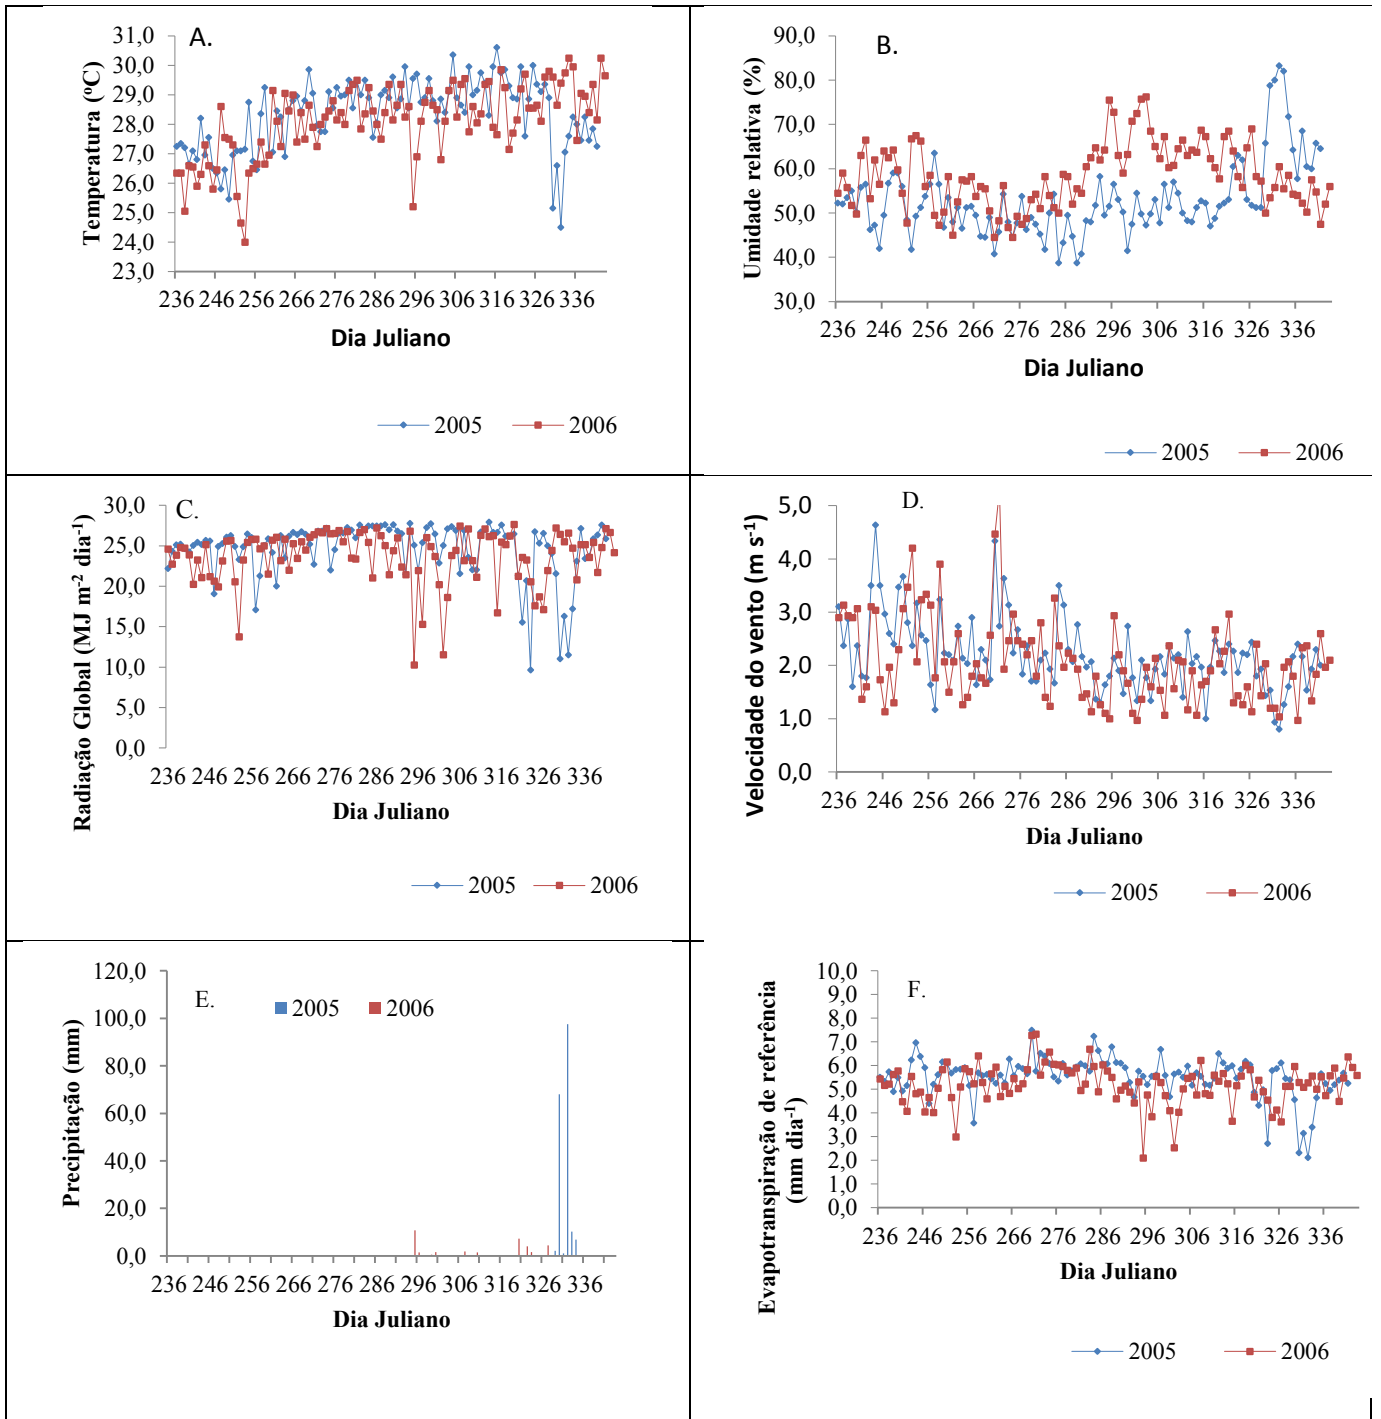 A.
31,0
30,0
29,0
28,0
27,0
26,0
25,0
24,0
23,0
Temperatura (ºC)
236 246 256 266 276 286 296 306 316 326 336
Dia Juliano
2005 2006
B.
90,0
80,0
70,0
60,0
50,0
40,0
30,0
Umidade relativa (%)
236 246 256 266 276 286 296 306 316 326 336
Dia Juliano
2005 2006
C.
30,0
25,0
20,0
15,0
10,0
5,0
0,0
Radiação Global (MJ m⁻² dia⁻¹)
236 246 256 266 276 286 296 306 316 326 336
Dia Juliano
2005 2006
D.
5,0
4,0
3,0
2,0
1,0
0,0
Velocidade do vento (m s⁻¹)
236 246 256 266 276 286 296 306 316 326 336
Dia Juliano
2005 2006
E.
2005 2006
120,0
100,0
80,0
60,0
40,0
20,0
0,0
Precipitação (mm)
236 246 256 266 276 286 296 306 316 326 336
Dia Juliano
F.
10,0
9,0
8,0
7,0
6,0
5,0
4,0
3,0
2,0
1,0
0,0
Evapotranspiração de referência
(mm dia⁻¹)
236 246 256 266 276 286 296 306 316 326 336
Dia Juliano
2005 2006